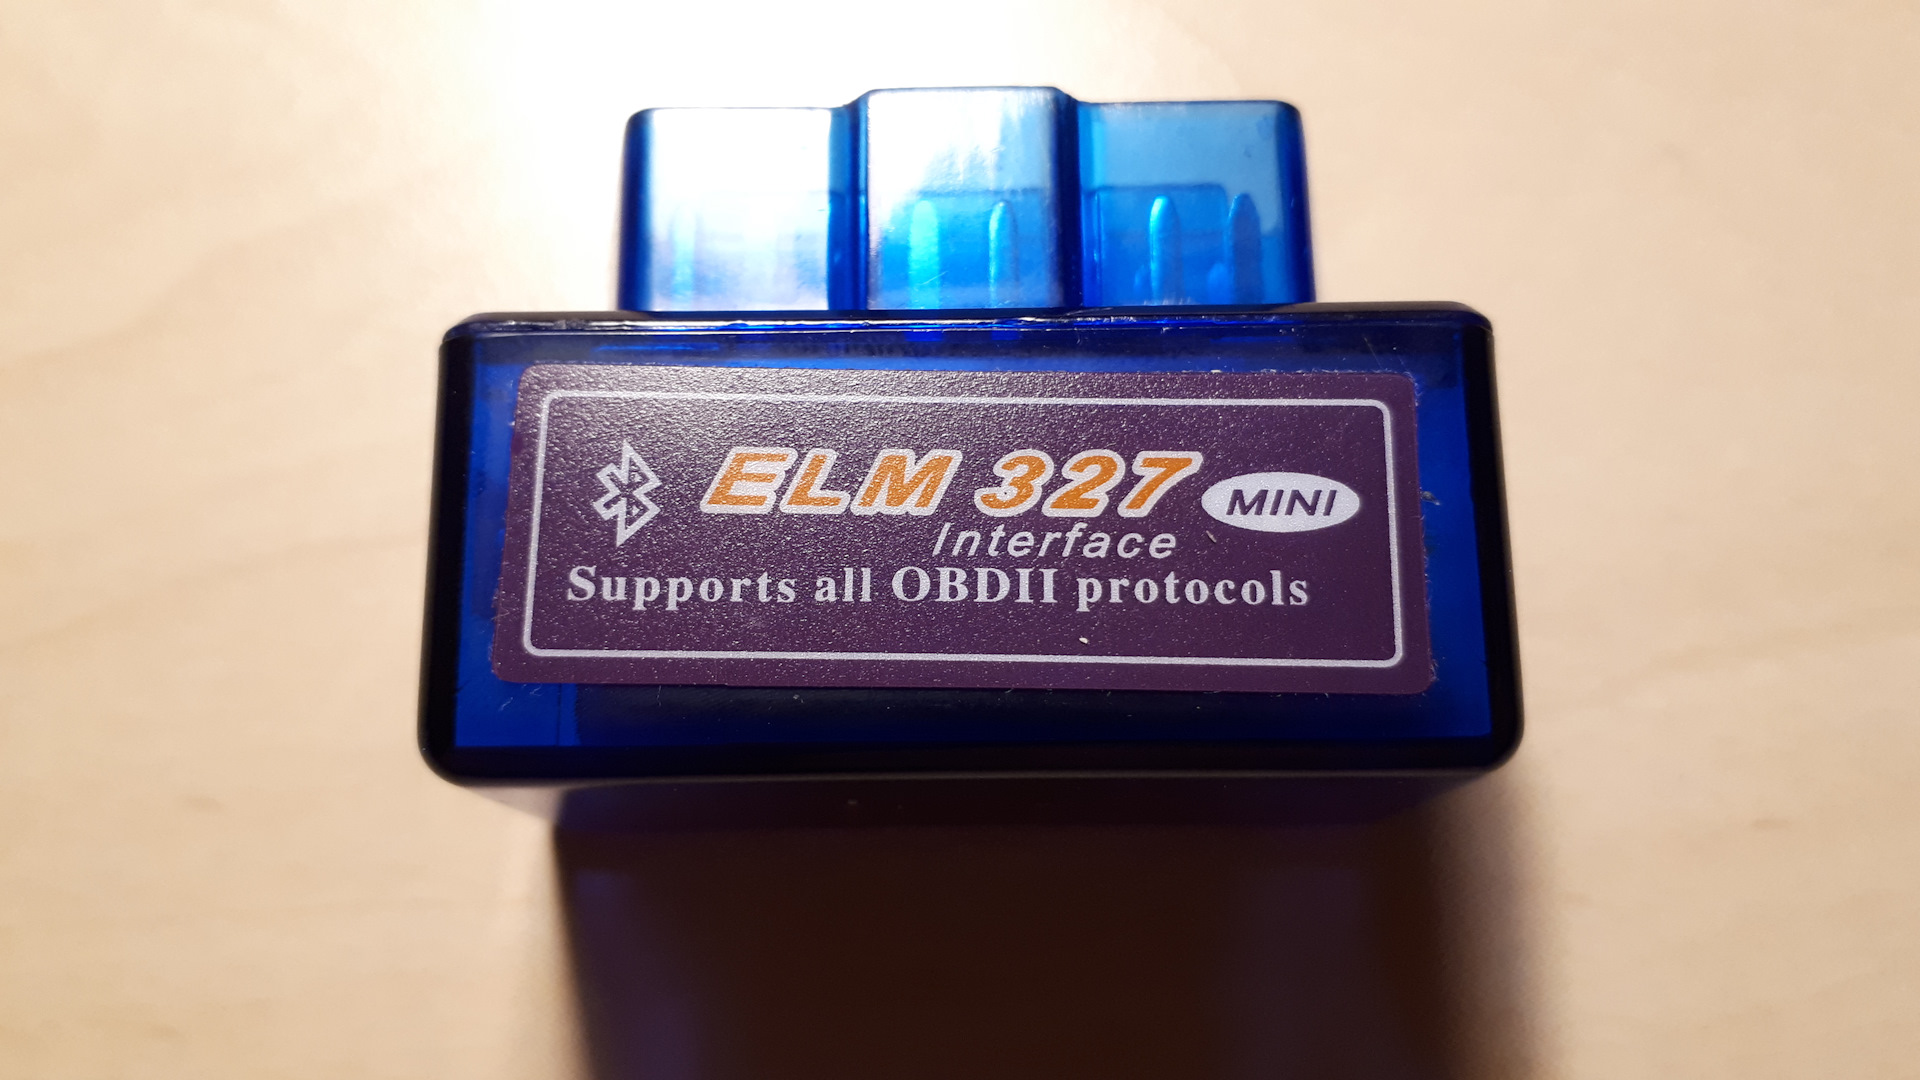 ELM 327 MINI
Interface
Supports all OBDII protocols